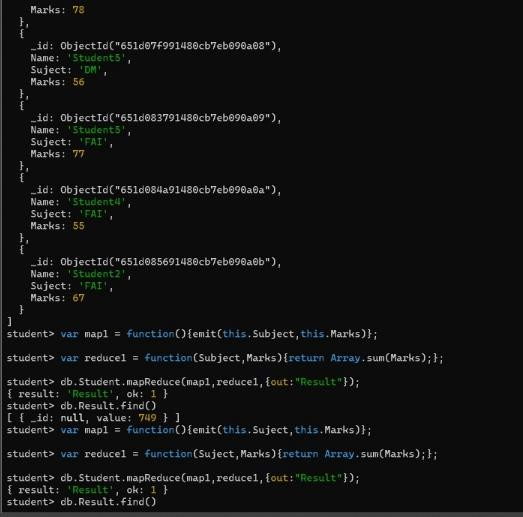 Marks: 78
},
{
_id: ObjectId("651d07f991480cb7eb090a08"),
Name: 'Student5',
Suject: 'DM',
Marks: 56
},
{
_id: ObjectId("651d083791480cb7eb090a09"),
Name: 'Student5',
Suject: 'FAI',
Marks: 77
},
{
_id: ObjectId("651d084a91480cb7eb090a0a"),
Name: 'Student4',
Suject: 'FAI',
Marks: 55
},
{
_id: ObjectId("651d085691480cb7eb090a0b"),
Name: 'Student2',
Suject: 'FAI',
Marks: 67
}
]
student> var map1 = function(){emit(this.Subject,this.Marks)};
student> var reduce1 = function(Subject,Marks){return Array.sum(Marks);};
student> db.Student.mapReduce(map1,reduce1,{out:"Result"});
{ result: 'Result', ok: 1 }
student> db.Result.find()
[ { _id: null, value: 749 } ]
student> var map1 = function(){emit(this.Suject,this.Marks)};
student> var reduce1 = function(Suject,Marks){return Array.sum(Marks);};
student> db.Student.mapReduce(map1,reduce1,{out:"Result"});
{ result: 'Result', ok: 1 }
student> db.Result.find()